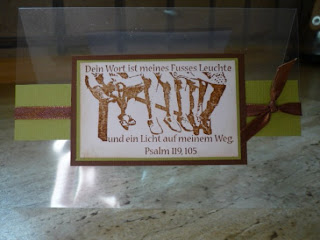 Dein Wort ist meines Fusses Leuchte
und ein Licht auf meinem Weg.
Psalm 119, 105